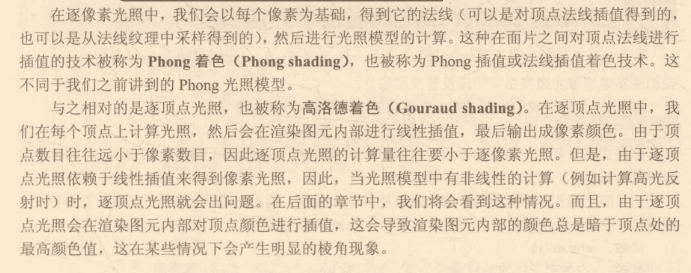 在逐像素光照中，我们会以每个像素为基础，得到它的法线（可以是对顶点法线插值得到的，
也可以是从法线纹理中采样得到的），然后进行光照模型的计算。这种在面片之间对顶点法线进行
插值的技术被称为 Phong 着色（Phong shading），也被称为 Phong 插值或法线插值着色技术。这
不同于我们之前讲到的 Phong 光照模型。
与之相对的是逐顶点光照，也被称为高洛德着色（Gouraud shading）。在逐顶点光照中，我
们在每个顶点上计算光照，然后会在渲染图元内部进行线性插值，最后输出成像素颜色。由于顶
点数目往往远小于像素数目，因此逐顶点光照的计算量往往要小于逐像素光照。但是，由于逐顶
点光照依赖于线性插值来得到像素光照，因此，当光照模型中有非线性的计算（例如计算高光反
射时）时，逐顶点光照就会出问题。在后面的章节中，我们将会看到这种情况。而且，由于逐顶
点光照会在渲染图元内部对顶点颜色进行插值，这会导致渲染图元内部的颜色总是暗于顶点处的
最高颜色值，这在某些情况下会产生明显的棱角现象。